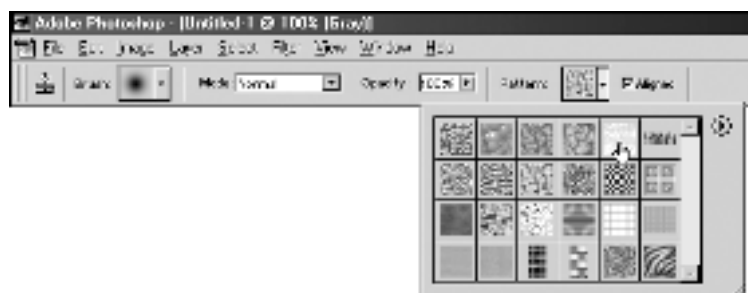 Adobe Photoshop - [Untitled-1 @ 100% (Gray)]
File Edit Image Layer Select Filter View Window Help
Brush: Mode: Normal Opacity: 100% Pattern: Aligned